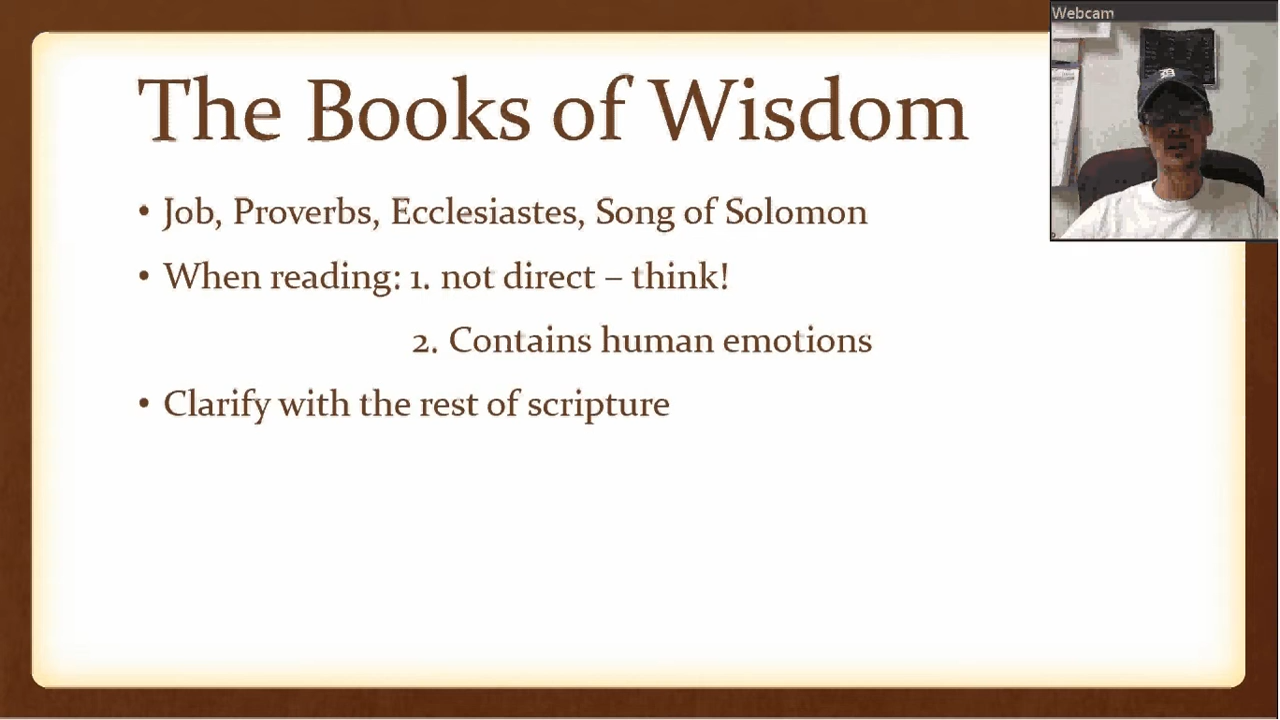 Webcam
The Books of Wisdom
• Job, Proverbs, Ecclesiastes, Song of Solomon
• When reading: 1. not direct – think!
2. Contains human emotions
• Clarify with the rest of scripture